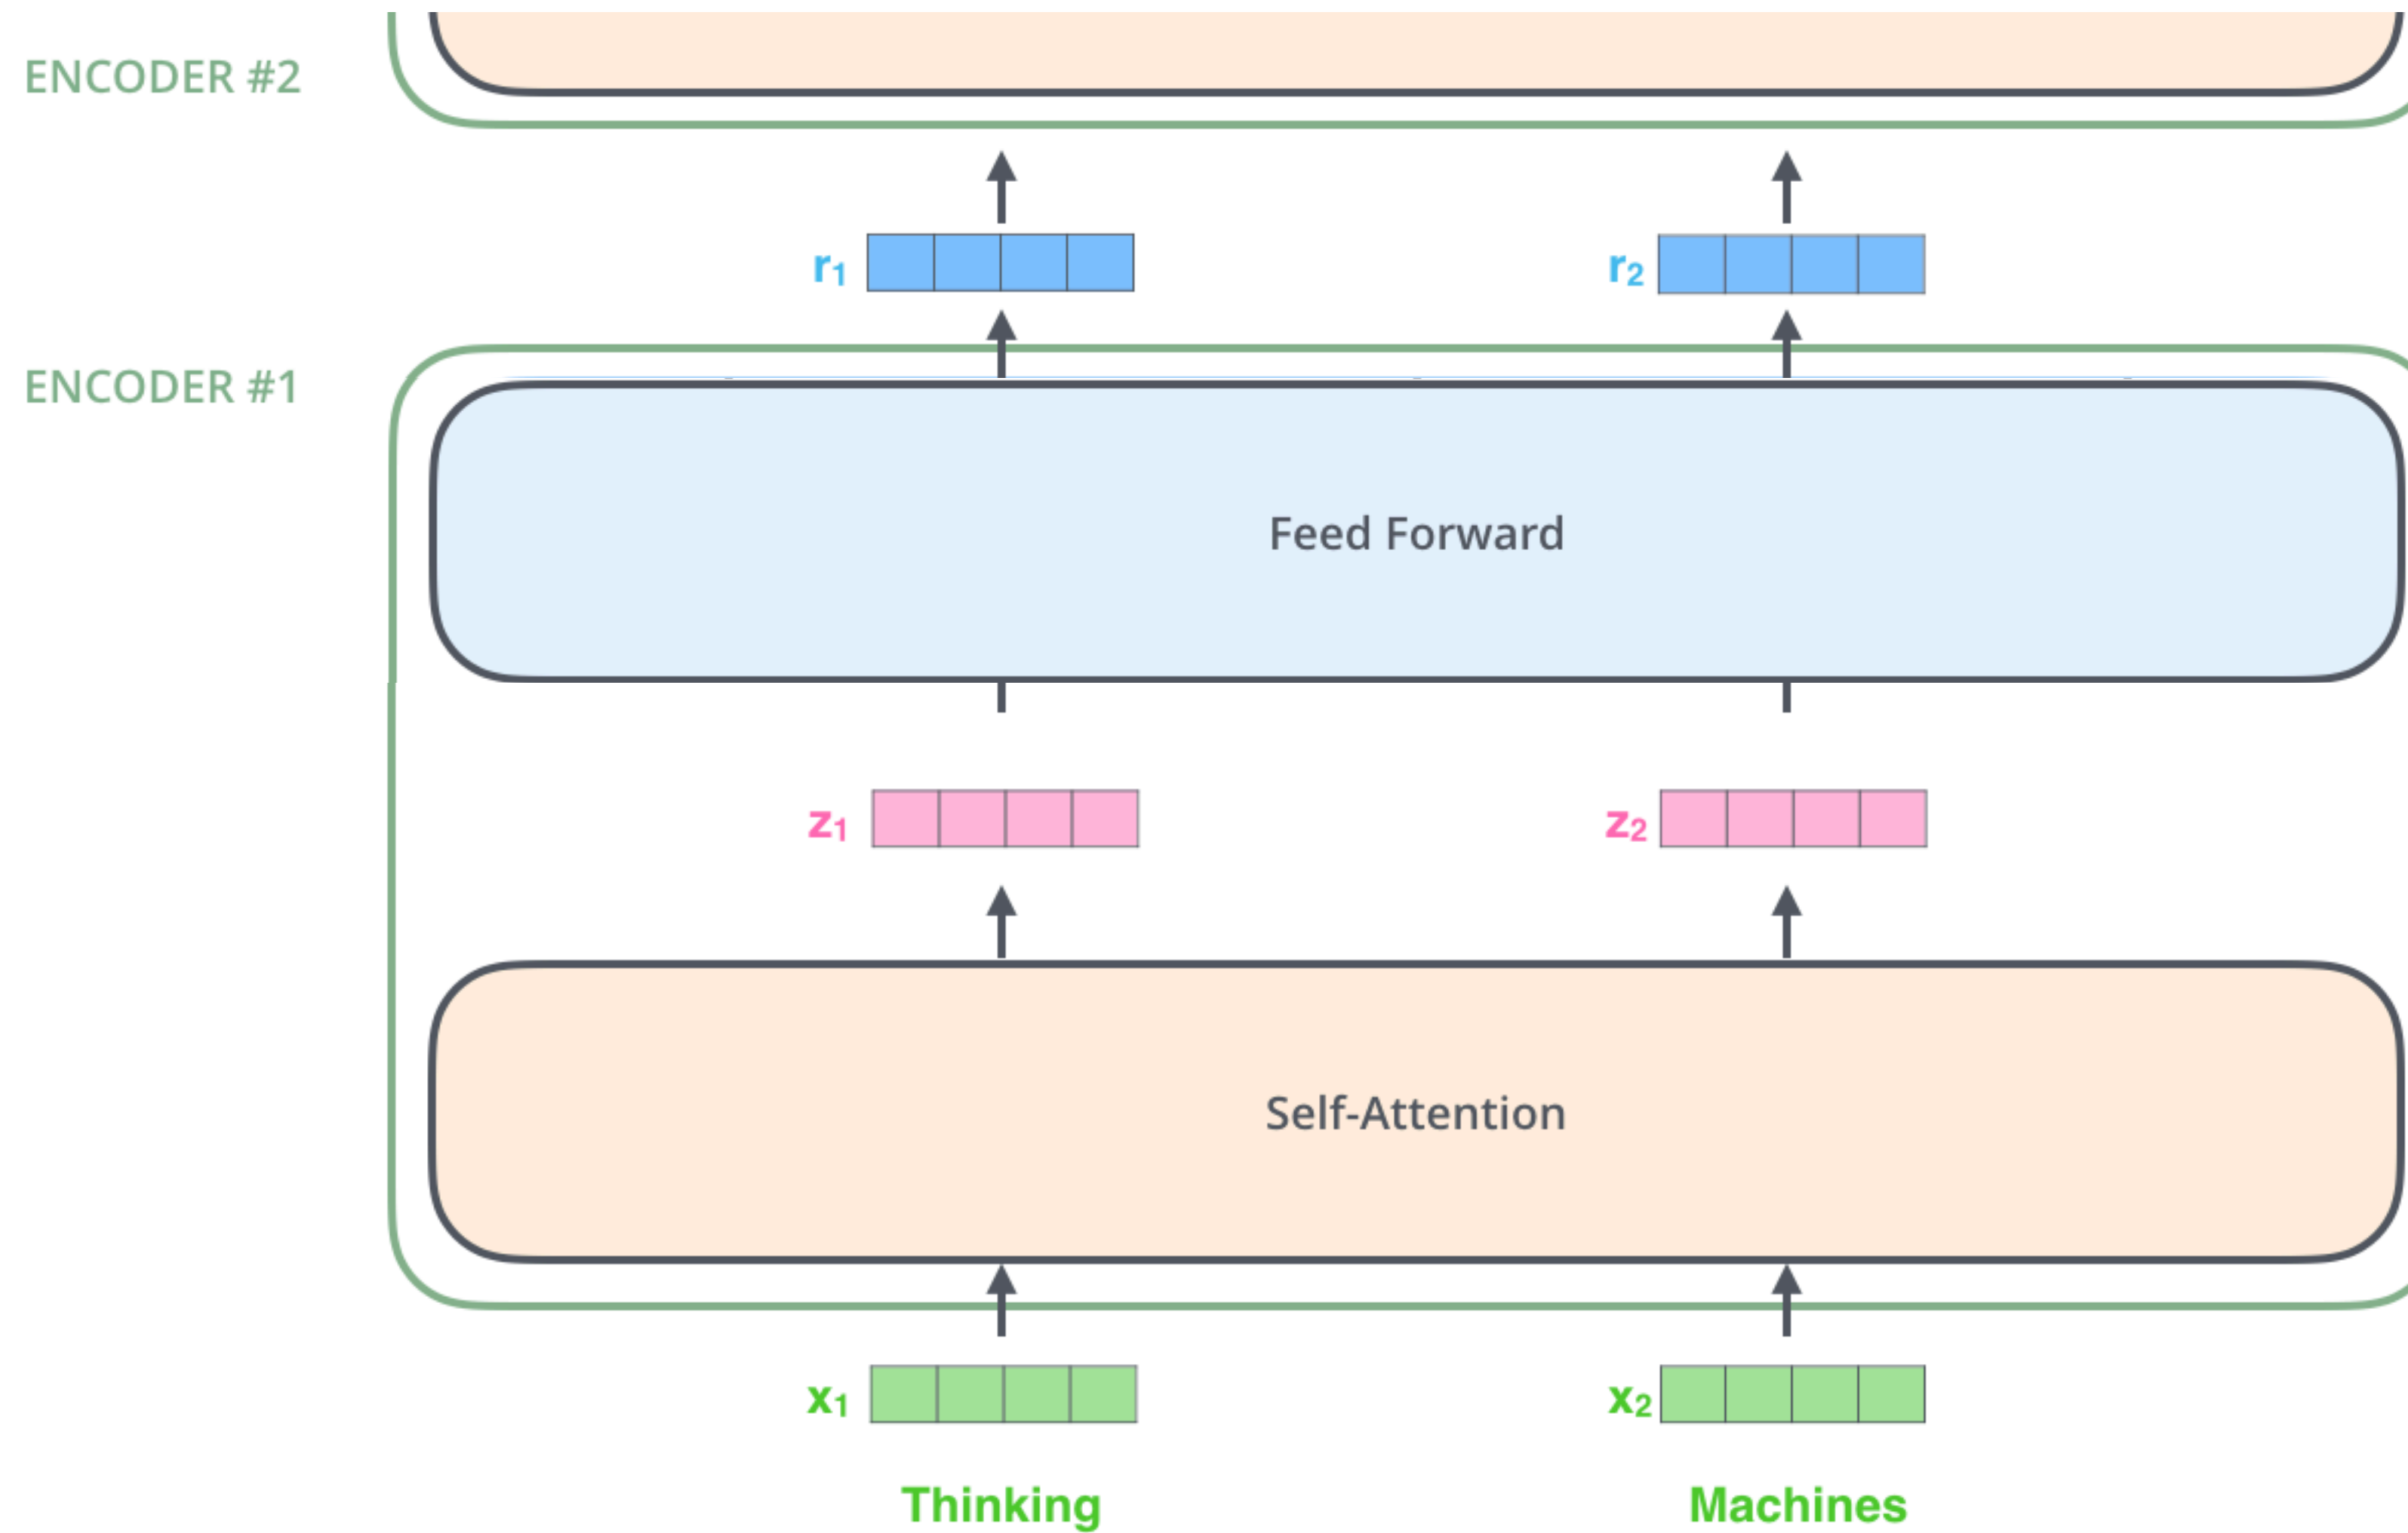 ENCODER #2
r₁ r₂
ENCODER #1
Feed Forward
z₁ z₂
Self-Attention
x₁ x₂
Thinking Machines